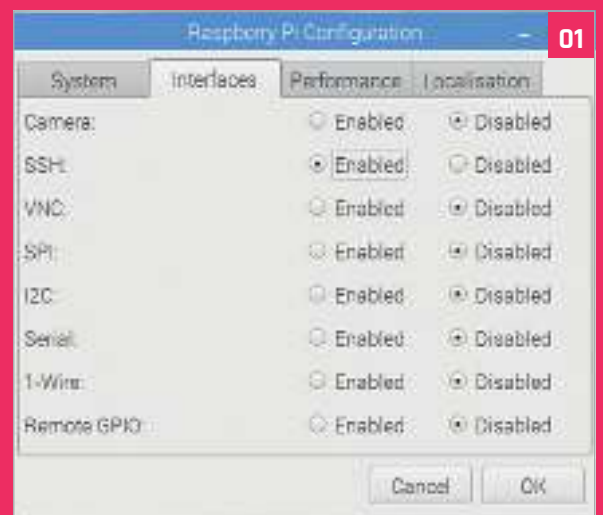 Raspberry Pi Configuration
01
System Interfaces Performance Localisation
Camera: Enabled Disabled
SSH: Enabled Disabled
VNC: Enabled Disabled
SPI: Enabled Disabled
I2C: Enabled Disabled
Serial: Enabled Disabled
1-Wire: Enabled Disabled
Remote GPIO: Enabled Disabled
Cancel OK